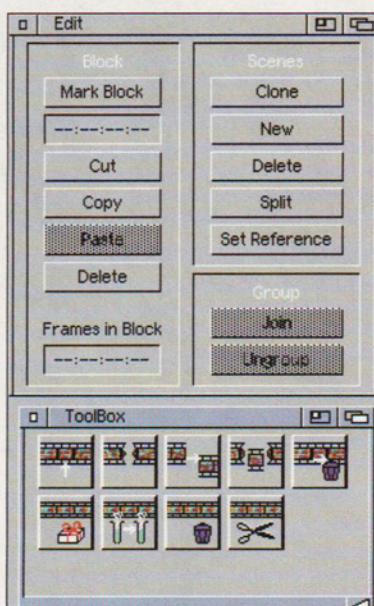 Edit
Block
Mark Block
--:--:--:--
Cut
Copy
Paste
Delete
Frames in Block
--:--:--:--
Scenes
Clone
New
Delete
Split
Set Reference
Group
Join
Ungroup
ToolBox